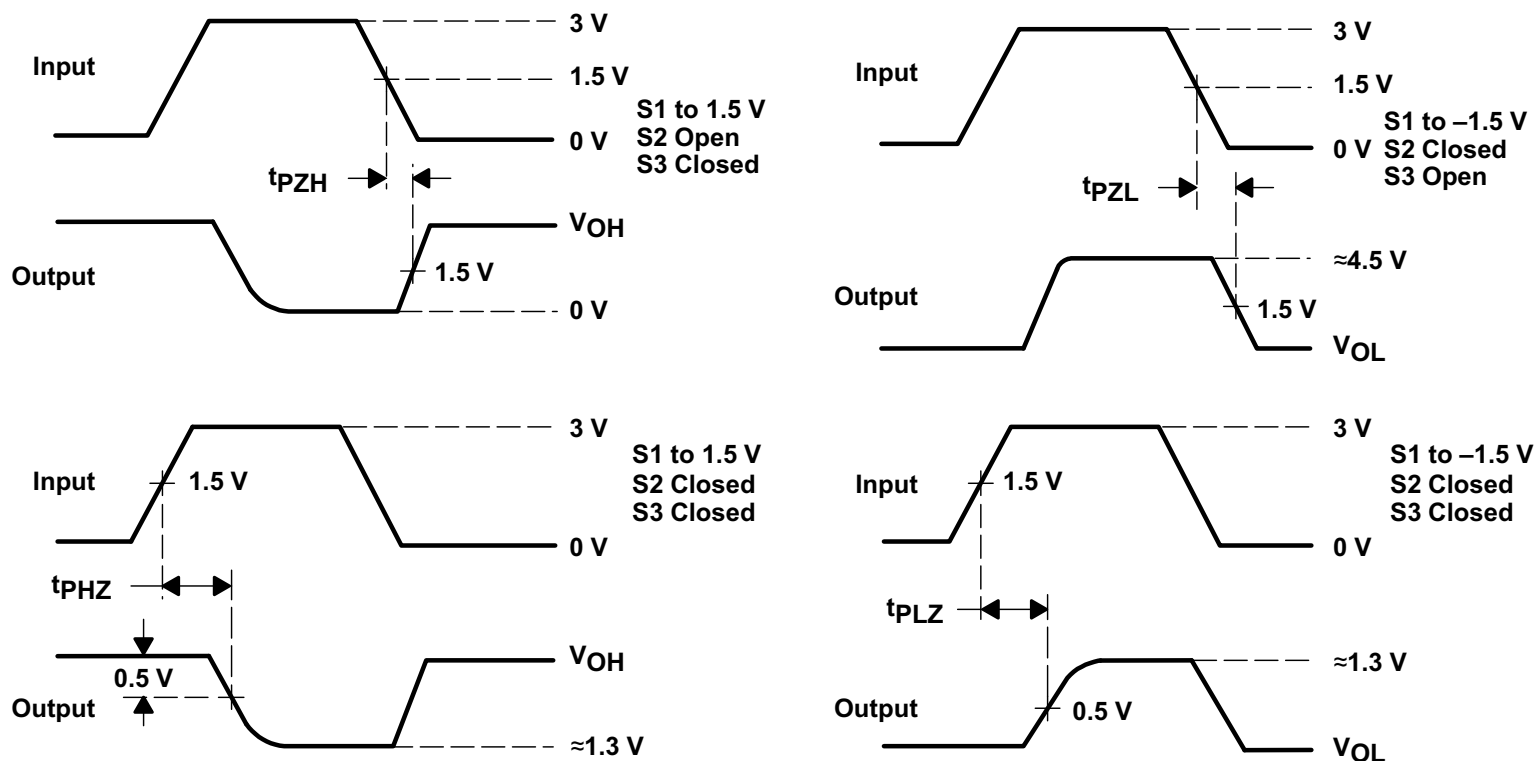 Input
3 V
1.5 V
0 V
S1 to 1.5 V
S2 Open
S3 Closed
tPZH
Output
VOH
1.5 V
0 V
Input
3 V
1.5 V
0 V
S1 to –1.5 V
S2 Closed
S3 Open
tPZL
Output
≈4.5 V
1.5 V
VOL
Input
1.5 V
3 V
0 V
S1 to 1.5 V
S2 Closed
S3 Closed
tPHZ
0.5 V
Output
VOH
≈1.3 V
Input
1.5 V
3 V
0 V
S1 to –1.5 V
S2 Closed
S3 Closed
tPLZ
Output
0.5 V
≈1.3 V
VOL